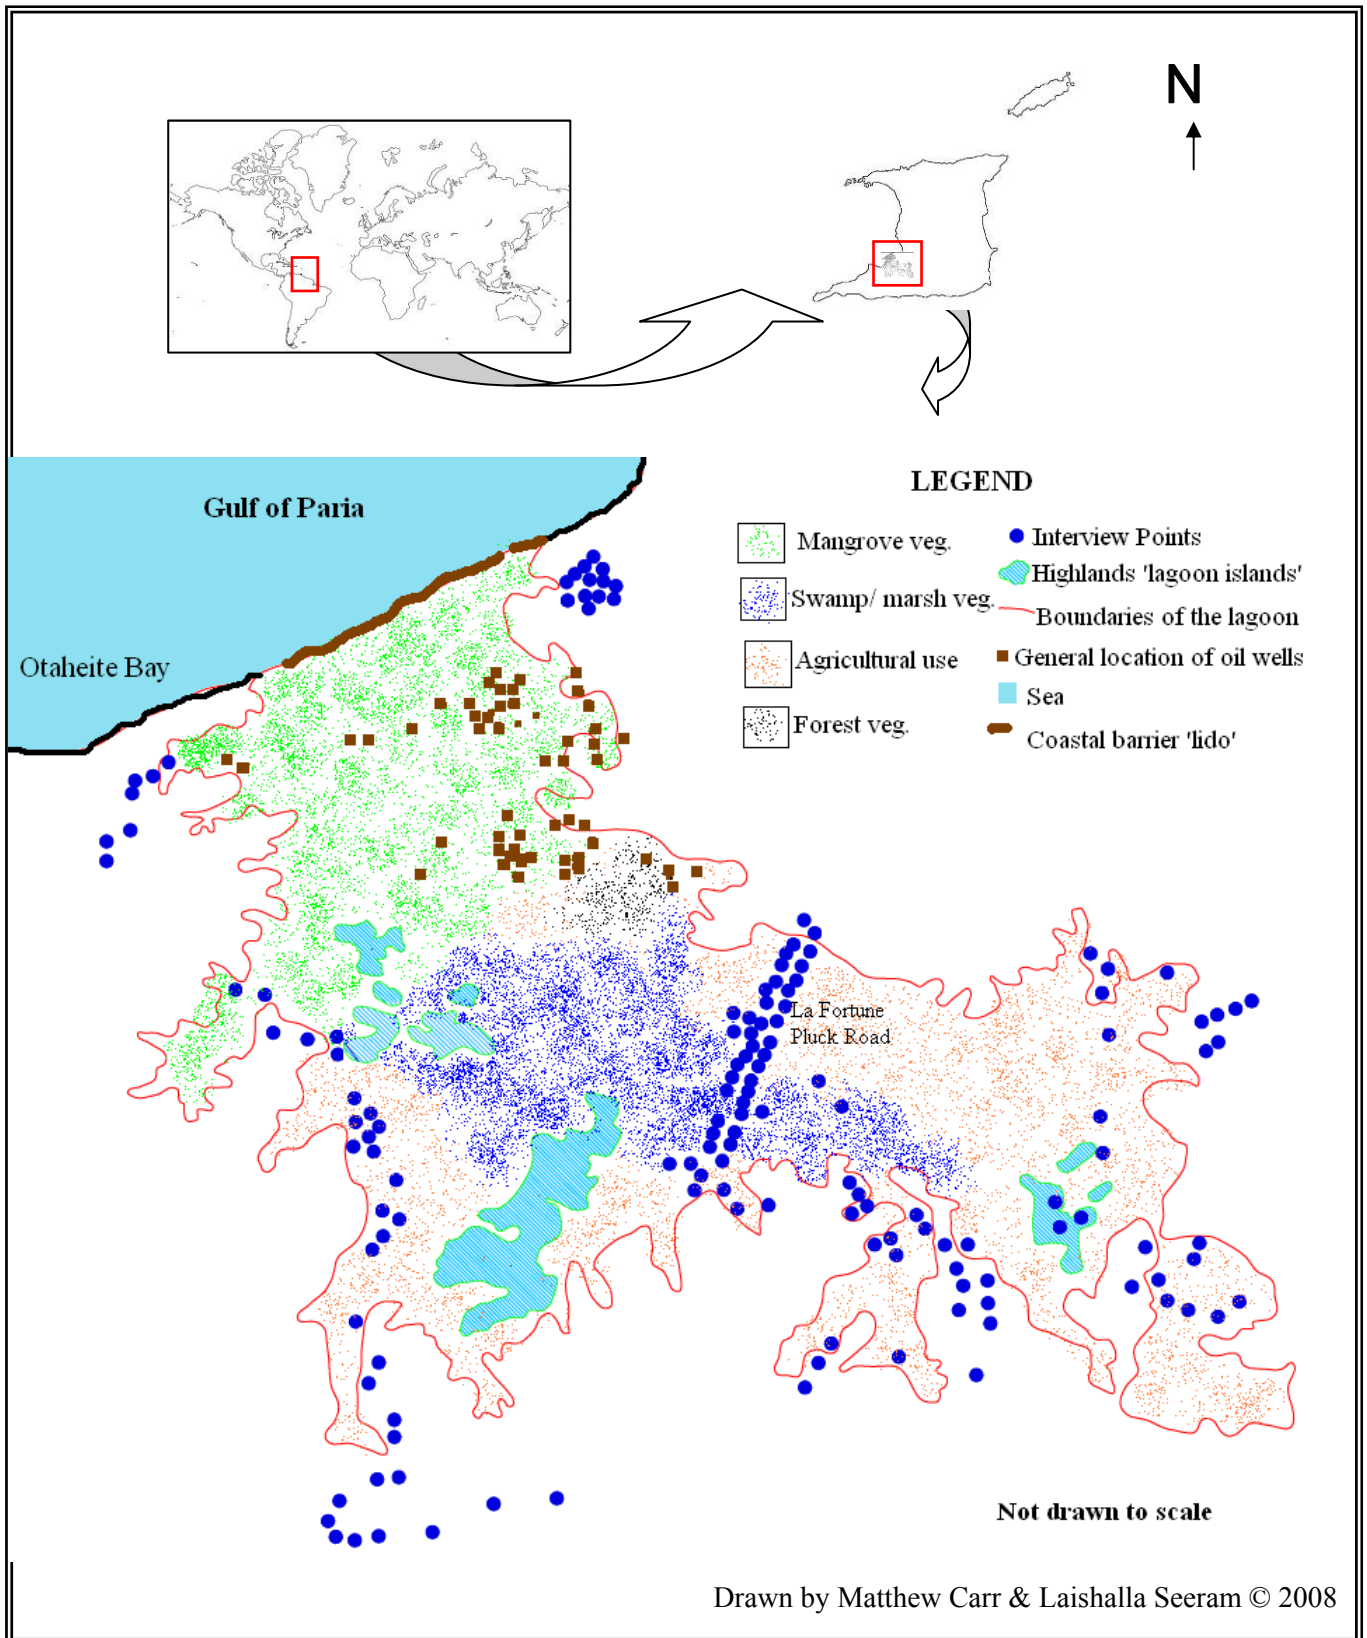 N
Gulf of Paria
Otaheite Bay
LEGEND
Mangrove veg.
Swamp/ marsh veg.
Agricultural use
Forest veg.
Interview Points
Highlands 'lagoon islands'
Boundaries of the lagoon
General location of oil wells
Sea
Coastal barrier 'lido'
La Fortune
Pluck Road
Not drawn to scale
Drawn by Matthew Carr & Laishalla Seeram © 2008